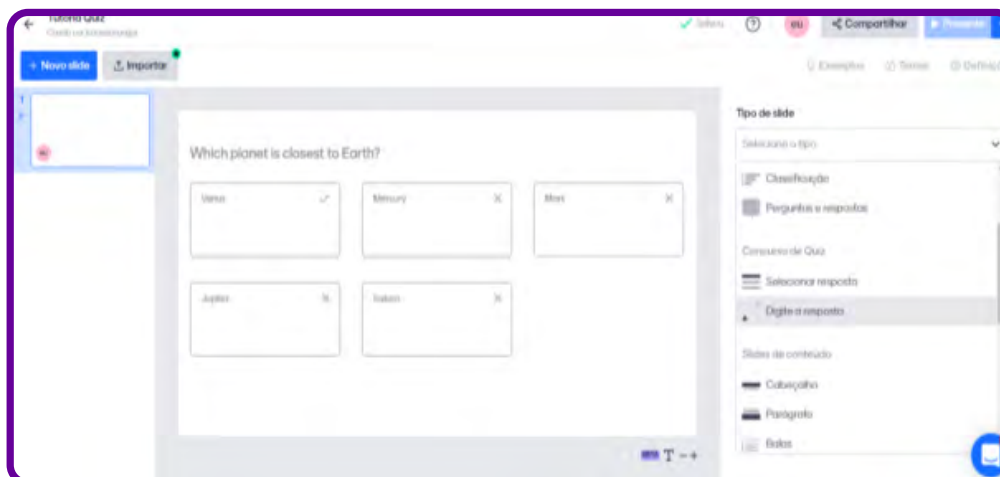 Tutorial Quiz
Salvo
Compartilhar
+ Novo slide
Importar
Exemplos
Temas
1
Tipo de slide
Selecione o tipo
Which planet is closest to Earth?
Classificação
Venus
Mercury
Mars
Perguntas e respostas
Concurso de Quiz
Selecionar resposta
Jupiter
Saturn
Digite a resposta
Slides de conteúdo
Cabeçalho
Parágrafo
T - +